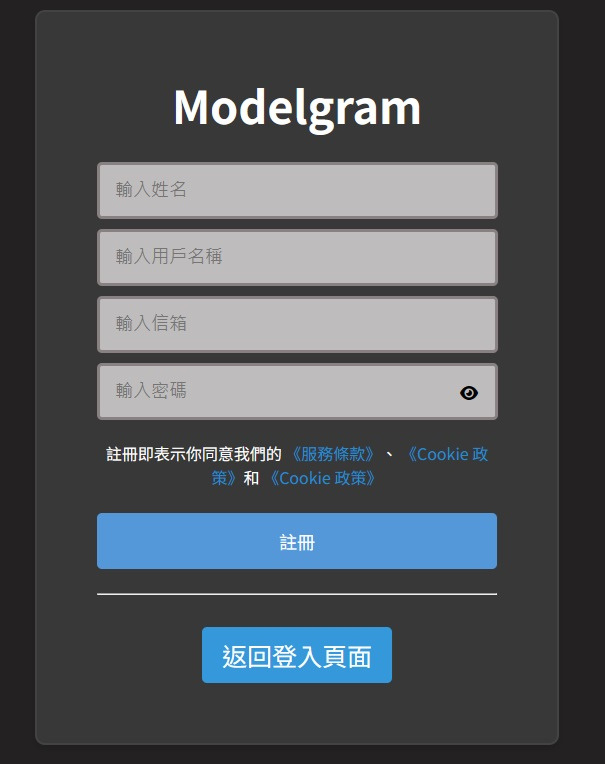 Modelgram
輸入姓名
輸入用戶名稱
輸入信箱
輸入密碼
註冊即表示你同意我們的 《服務條款》 、 《Cookie 政
策》和 《Cookie 政策》
註冊
返回登入頁面